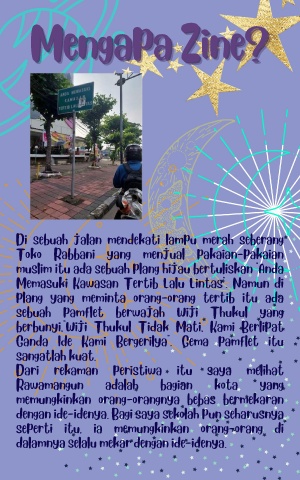 Mengapa Zine?
Di sebuah jalan mendekati lampu merah seberang
Toko Rabbani yang menjual Pakaian-Pakaian
muslim itu ada sebuah Plang hijau bertuliskan "Anda
Memasuki Kawasan Tertib Lalu Lintas". Namun di
Plang yang meminta orang-orang tertib itu ada
sebuah Pamflet berwajah Wiji Thukul yang
berbunyi,"Wiji Thukul Tidak Mati, Kami Berlipat
Ganda Ide Kami Bergerilya". Gema Pamflet itu
sangatlah kuat.
Dari rekaman Peristiwa itu saya melihat
Rawamangun adalah bagian kota yang
memungkinkan orang-orangnya bebas bermekaran
dengan ide-idenya. Bagi saya sekolah Pun seharusnya
seperti itu, ia memungkinkan orang-orang di
dalamnya selalu mekar dengan ide-idenya.